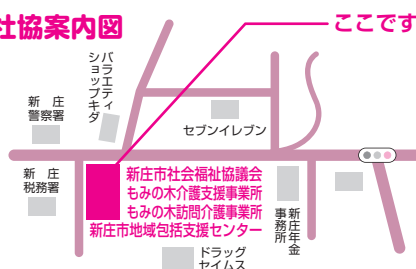 社協案内図
ここです
バラエティ
ショップキダ
新庄
警察署
セブンイレブン
新庄
税務署
新庄市社会福祉協議会
もみの木介護支援事業所
もみの木訪問介護事業所
新庄市地域包括支援センター
新庄年金
事務所
ドラッグ
セイムス